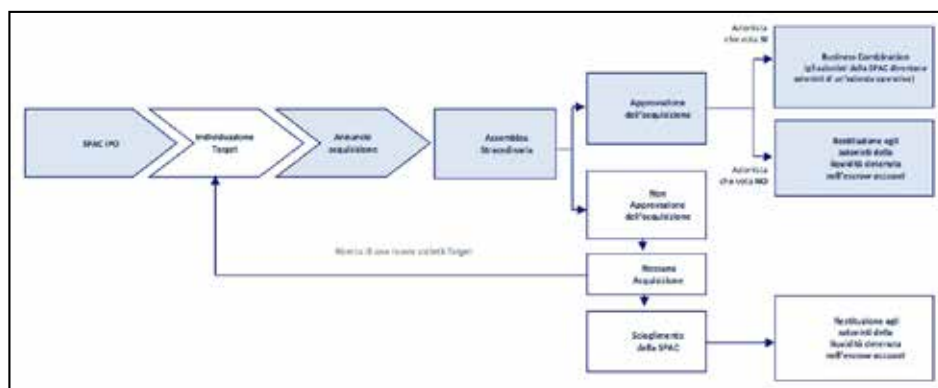 Azionista
che vota SI
Business Combination
(gli azionisti della SPAC diventano
azionisti di un'azienda operativa)
Approvazione
dell'acquisizione
SPAC IPO
Individuazione
Target
Annuncio
acquisizione
Assemblea
Straordinaria
Azionista
che vota NO
Restituzione agli
azionisti della
liquidità detenuta
nell'escrow account
Non
Approvazione
dell'acquisizione
Ricerca di una nuova società Target
Nessuna
Acquisizione
Scioglimento
della SPAC
Restituzione agli
azionisti della
liquidità detenuta
nell'escrow account